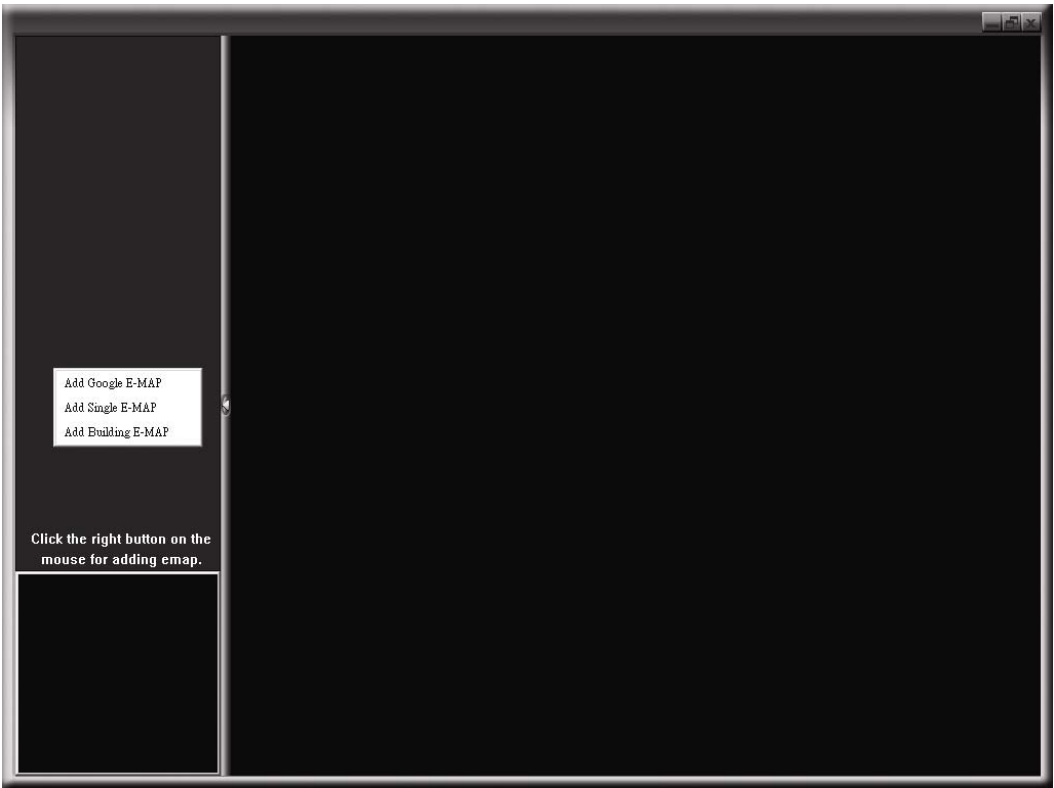 Add Google E-MAP
Add Single E-MAP
Add Building E-MAP
Click the right button on the
mouse for adding emap.